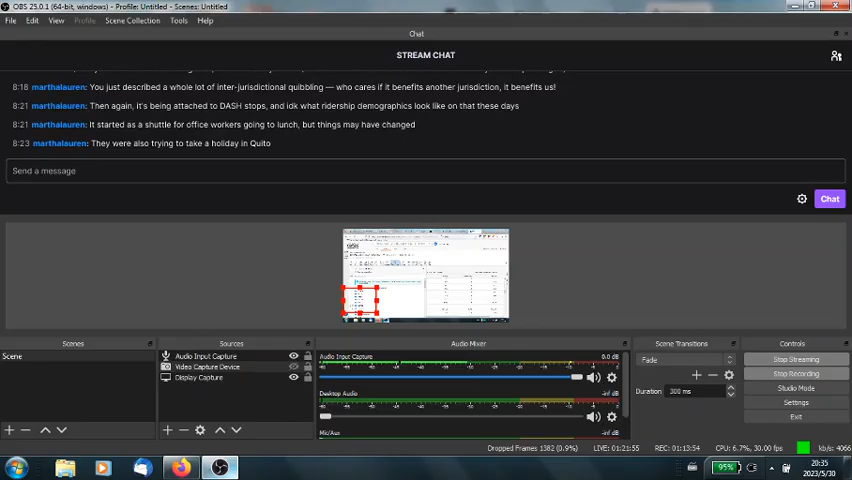 OBS 25.0.1 (64-bit, windows) - Profile: Untitled - Scenes: Untitled
File Edit View Profile Scene Collection Tools Help
Chat
STREAM CHAT
8:18 marthalauren: You just described a whole lot of inter-jurisdictional quibbling — who cares if it benefits another jurisdiction, it benefits us!
8:21 marthalauren: Then again, it's being attached to DASH stops, and idk what ridership demographics look like on that these days
8:21 marthalauren: It started as a shuttle for office workers going to lunch, but things may have changed
8:23 marthalauren: They were also trying to take a holiday in Quito
Send a message
Chat
Scenes Sources Audio Mixer Scene Transitions Controls
Scene Audio Input Capture Audio Input Capture 0.0 dB Fade Stop Streaming
Video Capture Device Stop Recording
Display Capture Duration 300 ms Studio Mode
Desktop Audio -inf dB Settings
Mic/Aux -inf dB Exit
Dropped Frames 1382 (0.9%) LIVE: 01:21:55 REC: 01:13:54 CPU: 6.7%, 30.00 fps kb/s: 4066
95% 20:35
2023/5/30